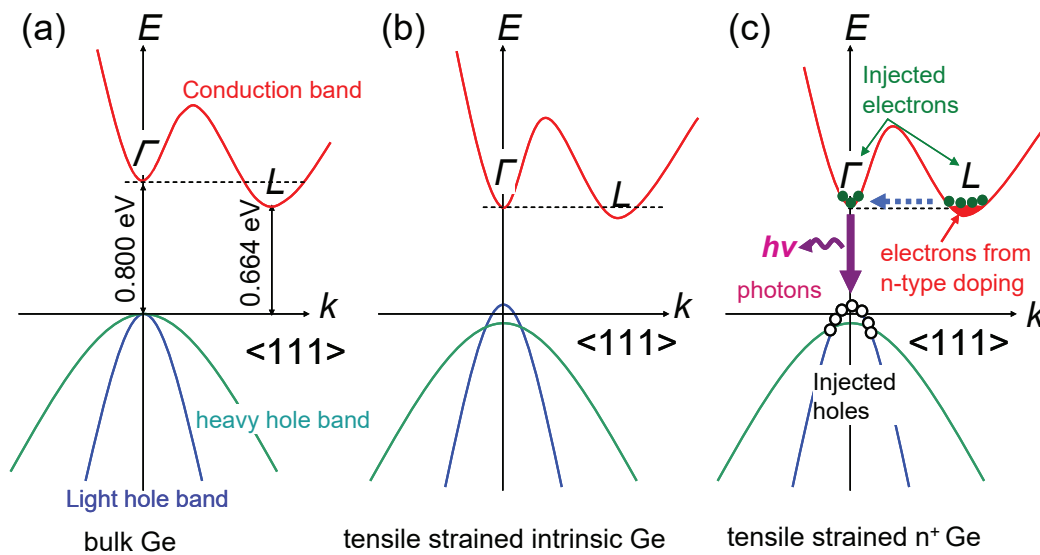 (a)
E
Conduction band
Γ
L
0.800 eV
0.664 eV
k
<111>
heavy hole band
Light hole band
bulk Ge
(b)
E
Γ
L
k
<111>
tensile strained intrinsic Ge
(c)
E
Injected
electrons
Γ
L
hν
photons
electrons from
n-type doping
k
<111>
Injected
holes
tensile strained n⁺ Ge